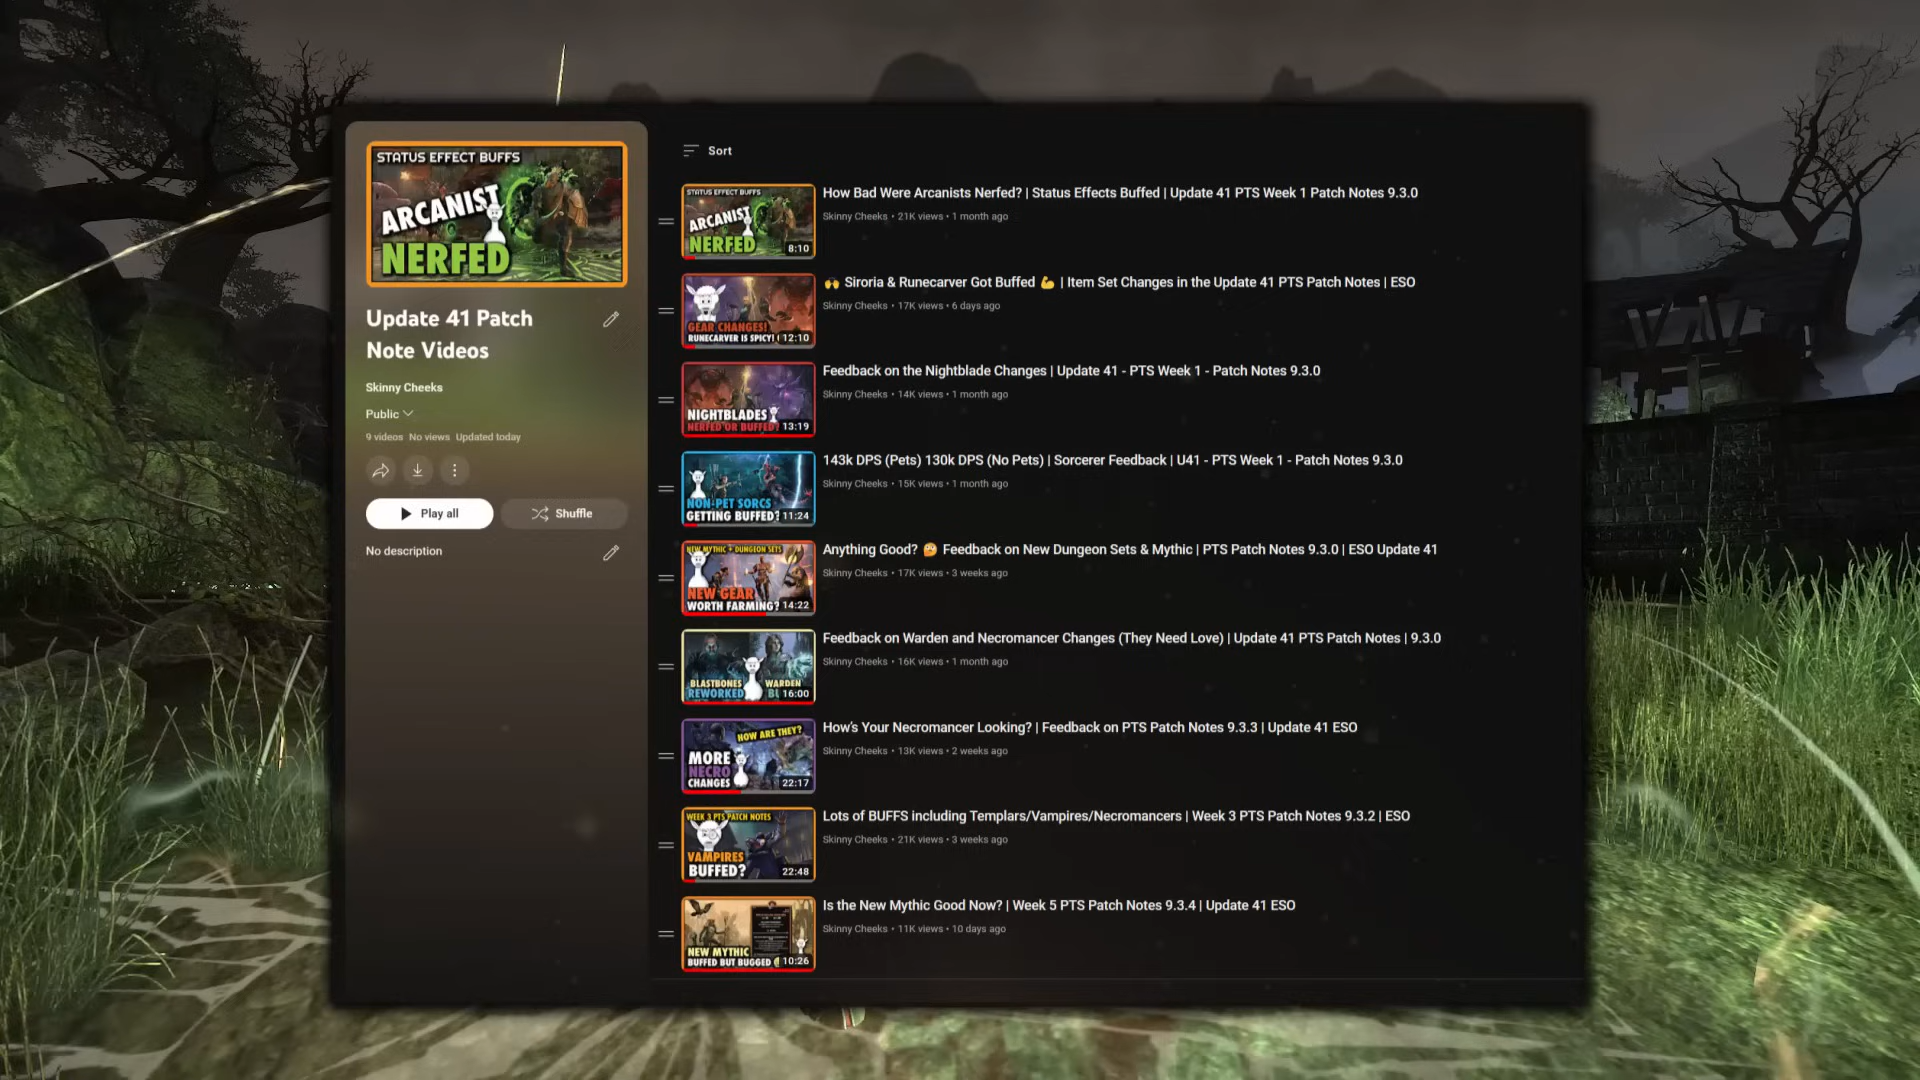 STATUS EFFECT BUFFS
ARCANIST
NERFED
Update 41 Patch
Note Videos
Skinny Cheeks
Public
9 videos No views Updated today
Play all
Shuffle
No description
Sort
STATUS EFFECT BUFFS
ARCANIST
NERFED
8:10
How Bad Were Arcanists Nerfed? | Status Effects Buffed | Update 41 PTS Week 1 Patch Notes 9.3.0
Skinny Cheeks • 21K views • 1 month ago
GEAR CHANGES!
RUNECARVER IS SPICY!
12:10
🙌 Siroria & Runecarver Got Buffed 💪 | Item Set Changes in the Update 41 PTS Patch Notes | ESO
Skinny Cheeks • 17K views • 6 days ago
NIGHTBLADES
NERFED OR BUFFED?
13:19
Feedback on the Nightblade Changes | Update 41 - PTS Week 1 - Patch Notes 9.3.0
Skinny Cheeks • 14K views • 1 month ago
NON-PET SORCS
GETTING BUFFED?
11:24
143k DPS (Pets) 130k DPS (No Pets) | Sorcerer Feedback | U41 - PTS Week 1 - Patch Notes 9.3.0
Skinny Cheeks • 15K views • 1 month ago
NEW MYTHIC + DUNGEON SETS
NEW GEAR
WORTH FARMING?
14:22
Anything Good? 🤔 Feedback on New Dungeon Sets & Mythic | PTS Patch Notes 9.3.0 | ESO Update 41
Skinny Cheeks • 17K views • 3 weeks ago
BLASTBONES WARDEN
REWORKED
16:00
Feedback on Warden and Necromancer Changes (They Need Love) | Update 41 PTS Patch Notes | 9.3.0
Skinny Cheeks • 16K views • 1 month ago
HOW ARE THEY?
MORE
NECRO
CHANGES
22:17
How's Your Necromancer Looking? | Feedback on PTS Patch Notes 9.3.3 | Update 41 ESO
Skinny Cheeks • 13K views • 2 weeks ago
WEEK 3 PTS PATCH NOTES
VAMPIRES
BUFFED?
22:48
Lots of BUFFS including Templars/Vampires/Necromancers | Week 3 PTS Patch Notes 9.3.2 | ESO
Skinny Cheeks • 21K views • 3 weeks ago
NEW MYTHIC
BUFFED BUT BUGGED
10:26
Is the New Mythic Good Now? | Week 5 PTS Patch Notes 9.3.4 | Update 41 ESO
Skinny Cheeks • 11K views • 10 days ago